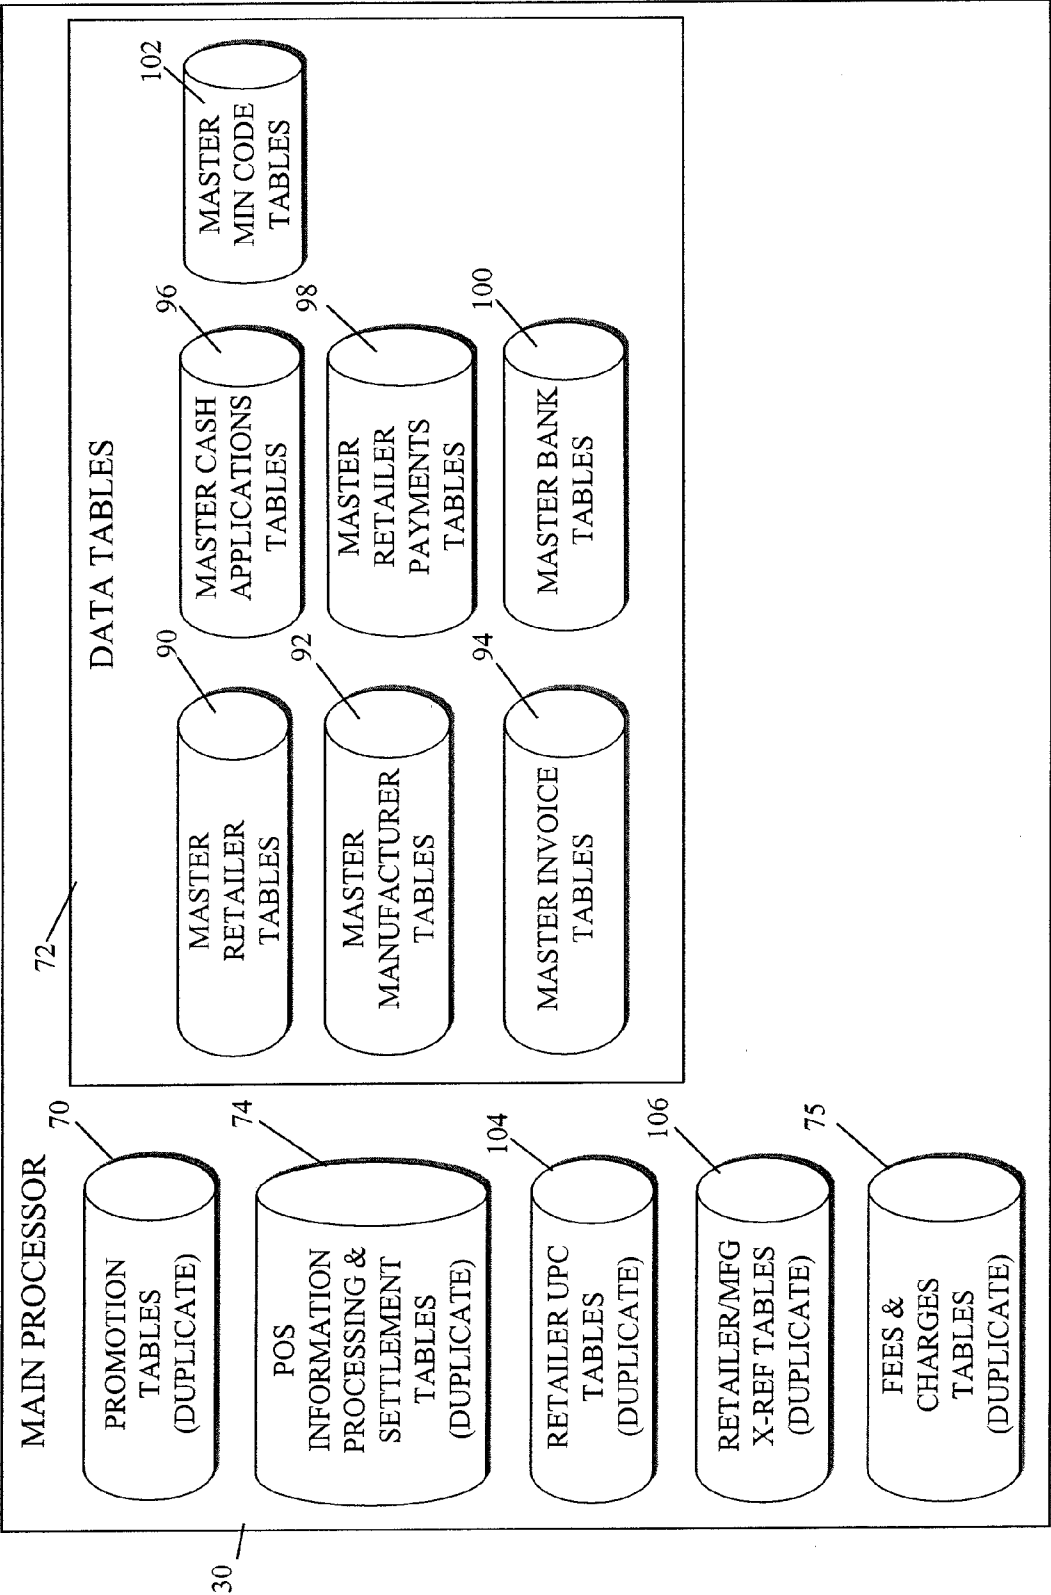 MAIN PROCESSOR
30
70
PROMOTION
TABLES
(DUPLICATE)
74
POS
INFORMATION
PROCESSING &
SETTLEMENT
TABLES
(DUPLICATE)
104
RETAILER UPC
TABLES
(DUPLICATE)
106
RETAILER/MFG
X-REF TABLES
(DUPLICATE)
75
FEES &
CHARGES
TABLES
(DUPLICATE)
72
DATA TABLES
90
MASTER
RETAILER
TABLES
92
MASTER
MANUFACTURER
TABLES
94
MASTER INVOICE
TABLES
96
MASTER CASH
APPLICATIONS
TABLES
98
MASTER
RETAILER
PAYMENTS
TABLES
100
MASTER BANK
TABLES
102
MASTER
MIN CODE
TABLES